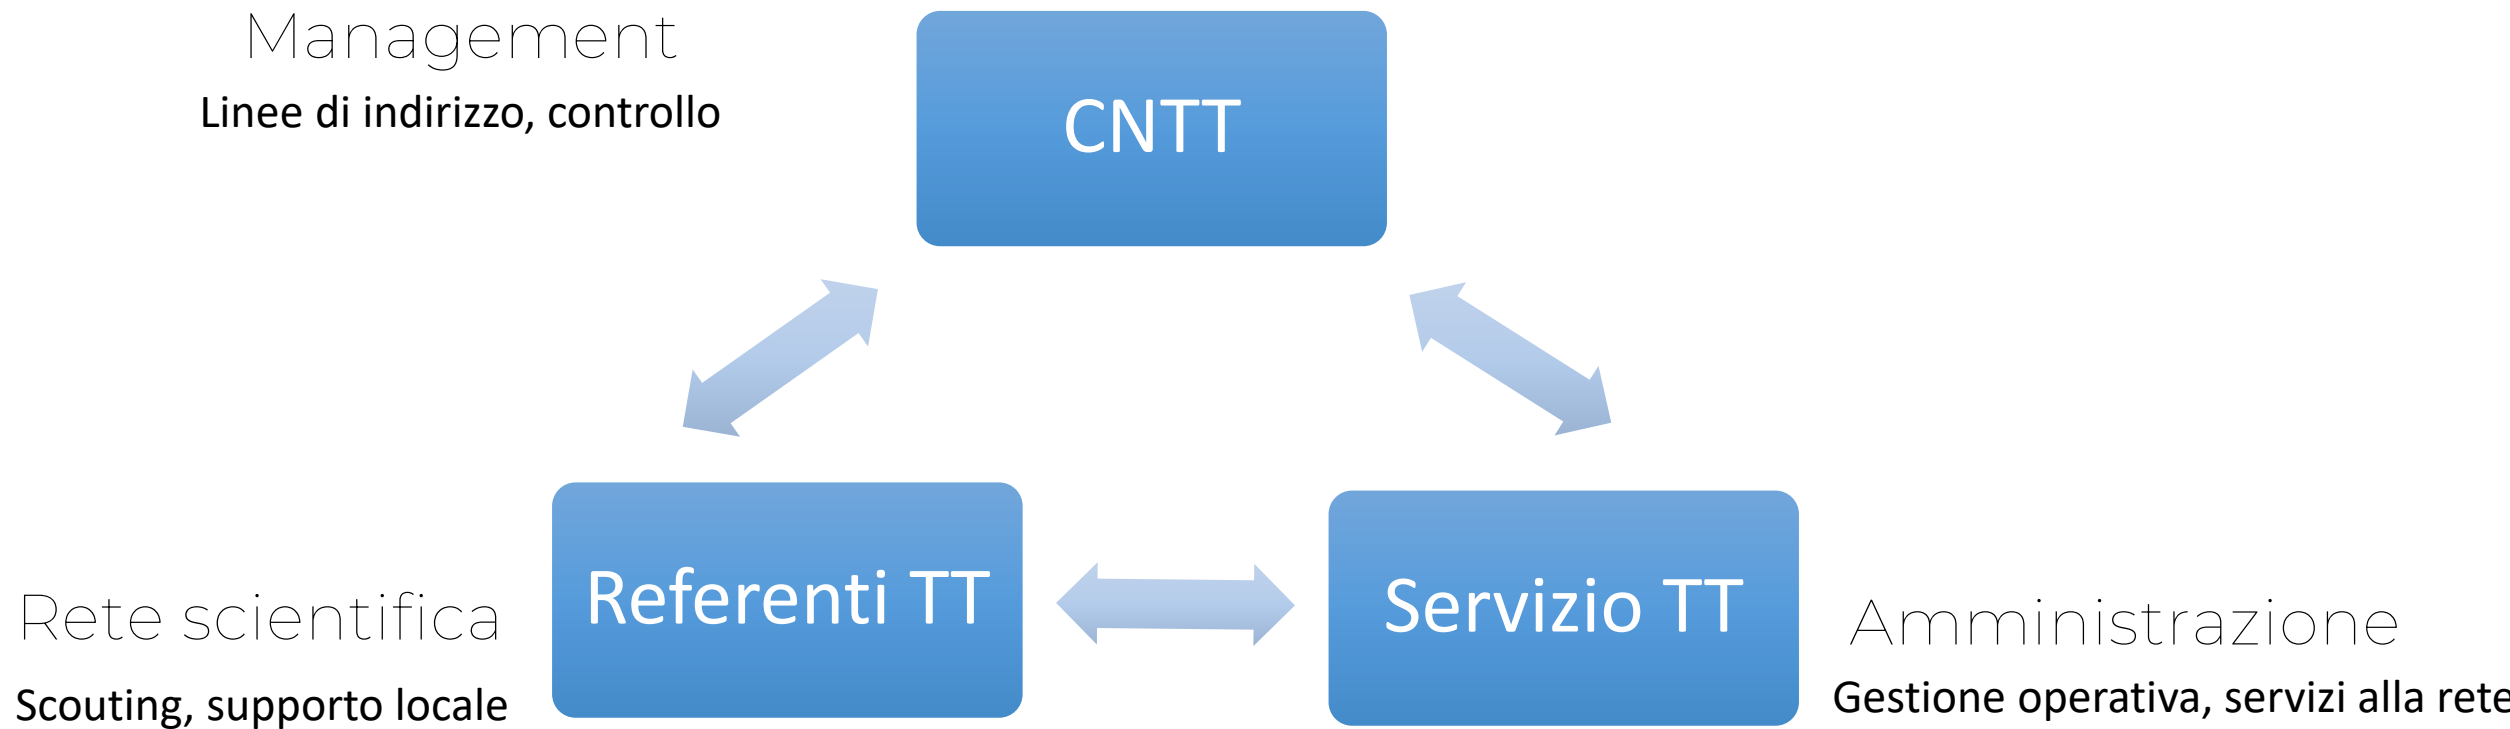 Management
Linee di indirizzo, controllo
CNTT
Referenti TT
Servizio TT
Rete scientifica
Scouting, supporto locale
Amministrazione
Gestione operativa, servizi alla rete